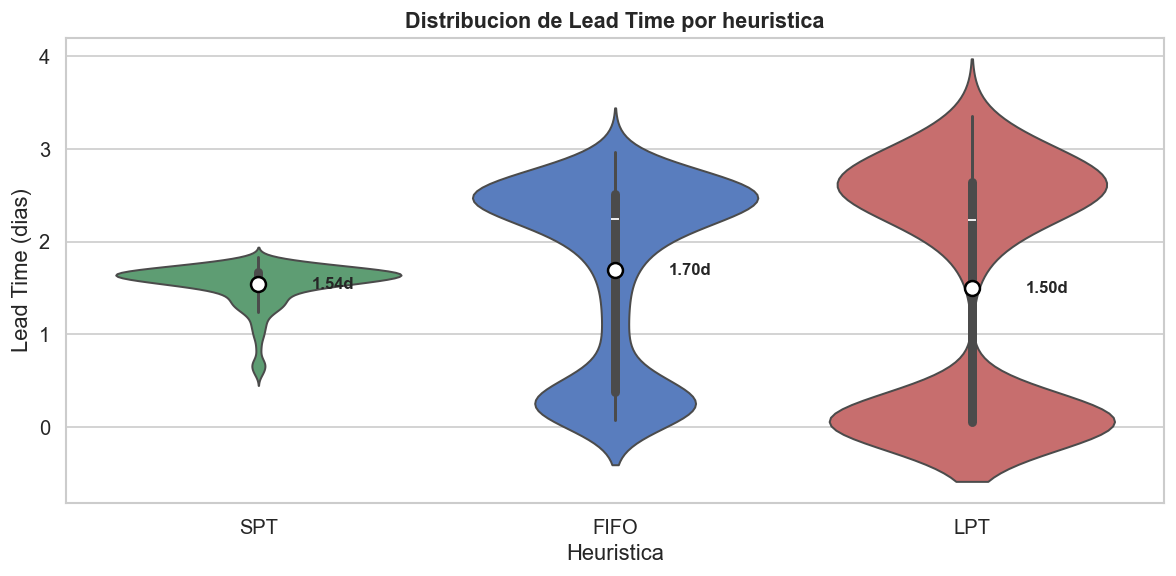 Distribucion de Lead Time por heuristica
Lead Time (dias)
4
3
2
1
0
1.54d
1.70d
1.50d
SPT
FIFO
LPT
Heuristica